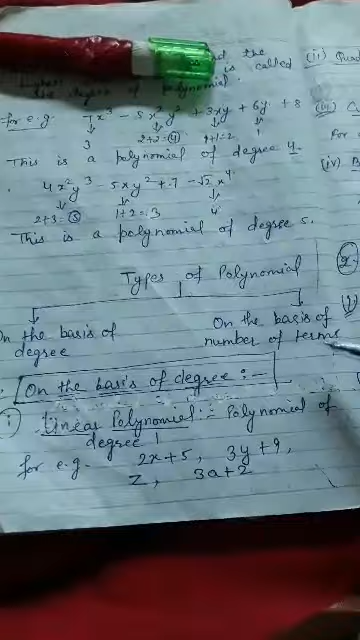 the
is called
the degree of polynomial.
for e.g. 7x³ - 5x²y² + 3xy + 6y + 8
3 2+2=④ 1+1=2 1
This is a polynomial of degree 4.
4x²y³ - 5xy² + 7 - √2x⁴
2+3=⑤ 1+2=3 4
This is a polynomial of degree 5.
Types of Polynomial
On the basis of degree
On the basis of number of terms
On the basis of degree :-
(i) Linear Polynomial :- Polynomial of
degree 1
for e.g. 2x+5, 3y+9,
z, 3a+2
(ii) Quad
(iii)
For
(iv) B
2.
(i)